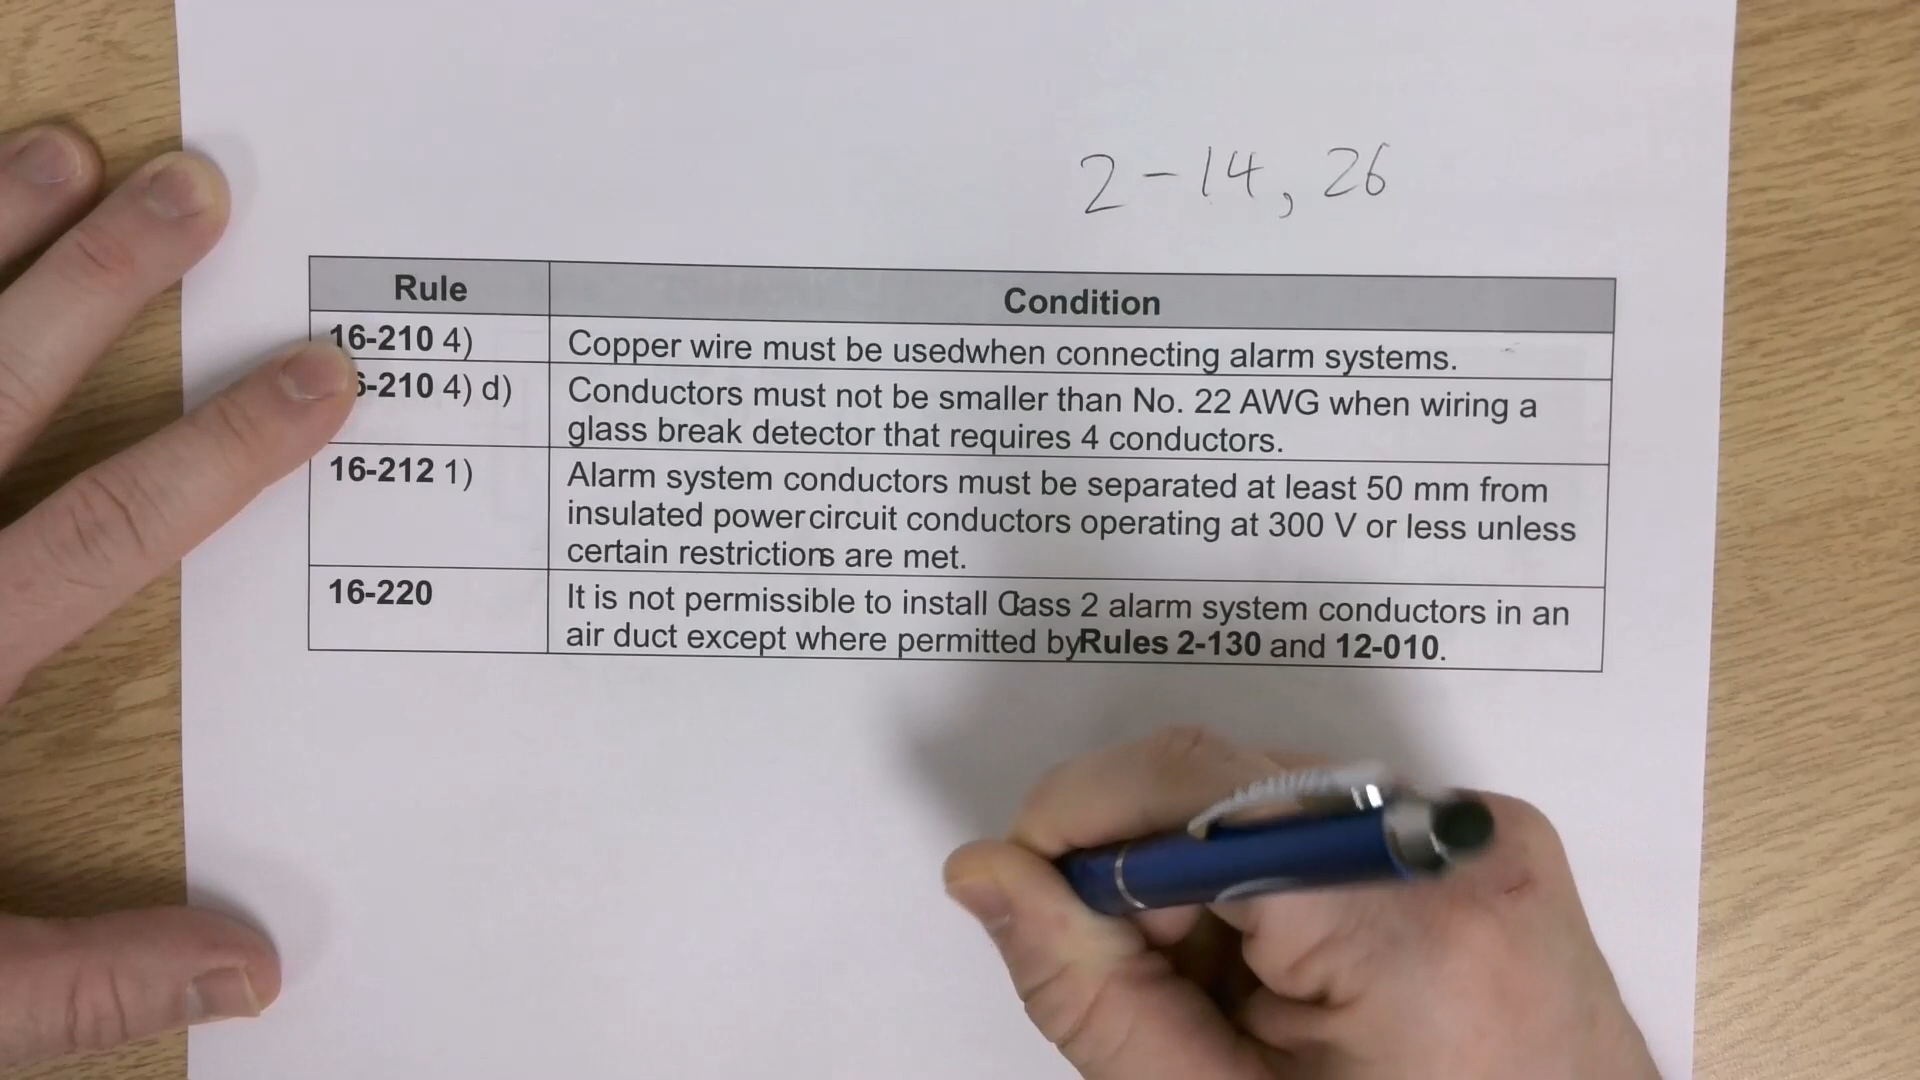 2-14, 26
Rule
Condition
16-210 4)
Copper wire must be usedwhen connecting alarm systems.
6-210 4) d)
Conductors must not be smaller than No. 22 AWG when wiring a
glass break detector that requires 4 conductors.
16-212 1)
Alarm system conductors must be separated at least 50 mm from
insulated power circuit conductors operating at 300 V or less unless
certain restrictions are met.
16-220
It is not permissible to install Class 2 alarm system conductors in an
air duct except where permitted byRules 2-130 and 12-010.